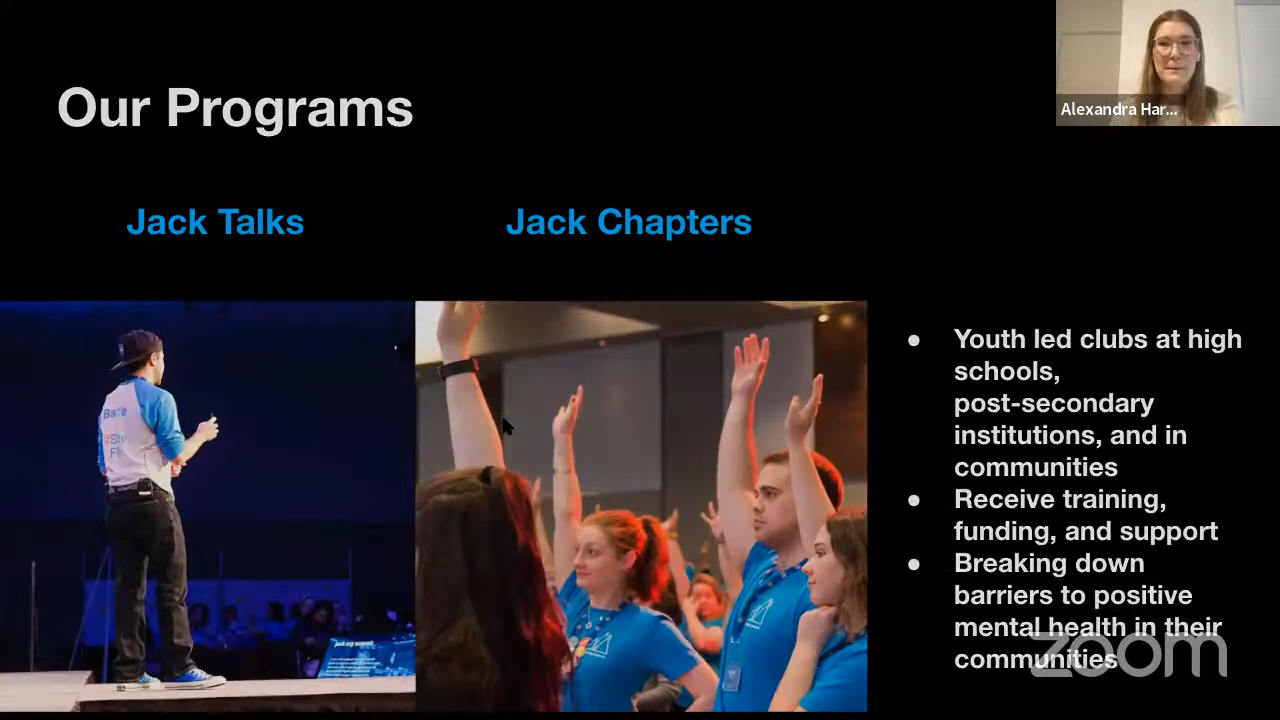 Our Programs
Alexandra Har...
Jack Talks
Jack Chapters
● Youth led clubs at high
schools,
post-secondary
institutions, and in
communities
● Receive training,
funding, and support
● Breaking down
barriers to positive
mental health in their
communities
zoom